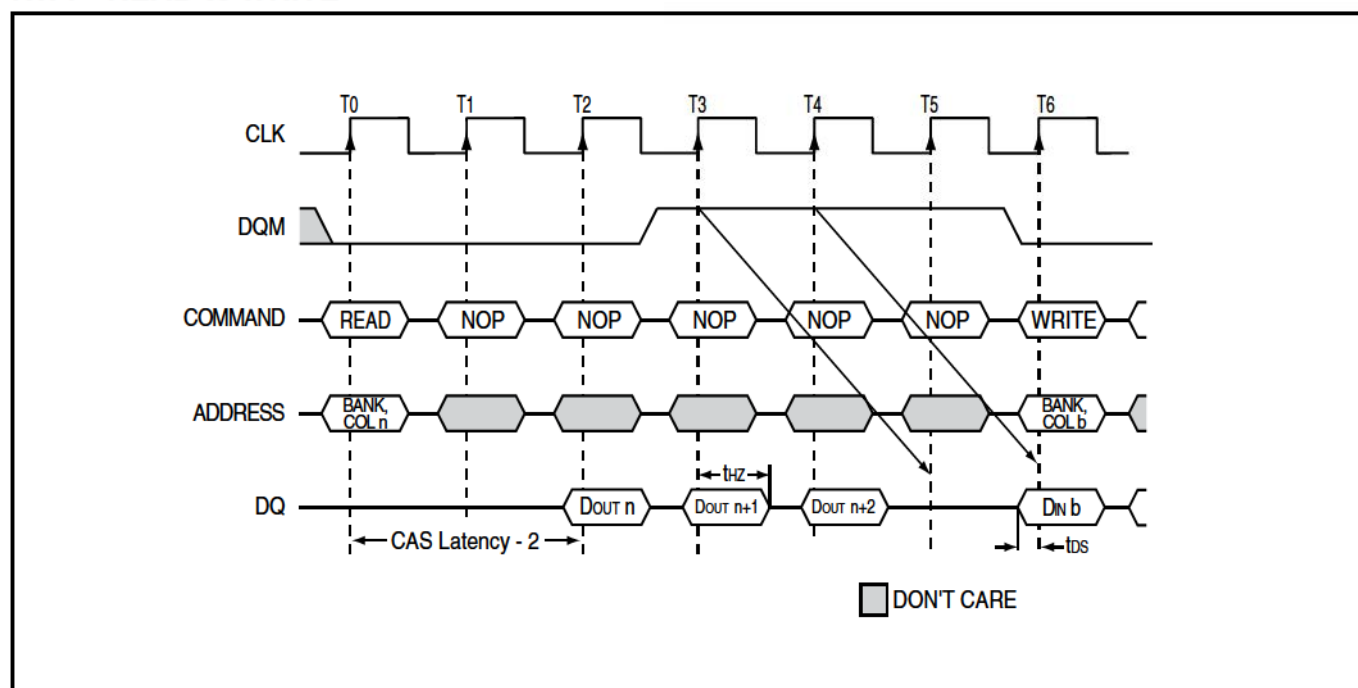 T0 T1 T2 T3 T4 T5 T6
CLK
DQM
COMMAND READ NOP NOP NOP NOP NOP WRITE
ADDRESS BANK, COL n BANK, COL b
tHZ
DQ DOUT n DOUT n+1 DOUT n+2 DIN b
CAS Latency - 2 tDS
DON'T CARE